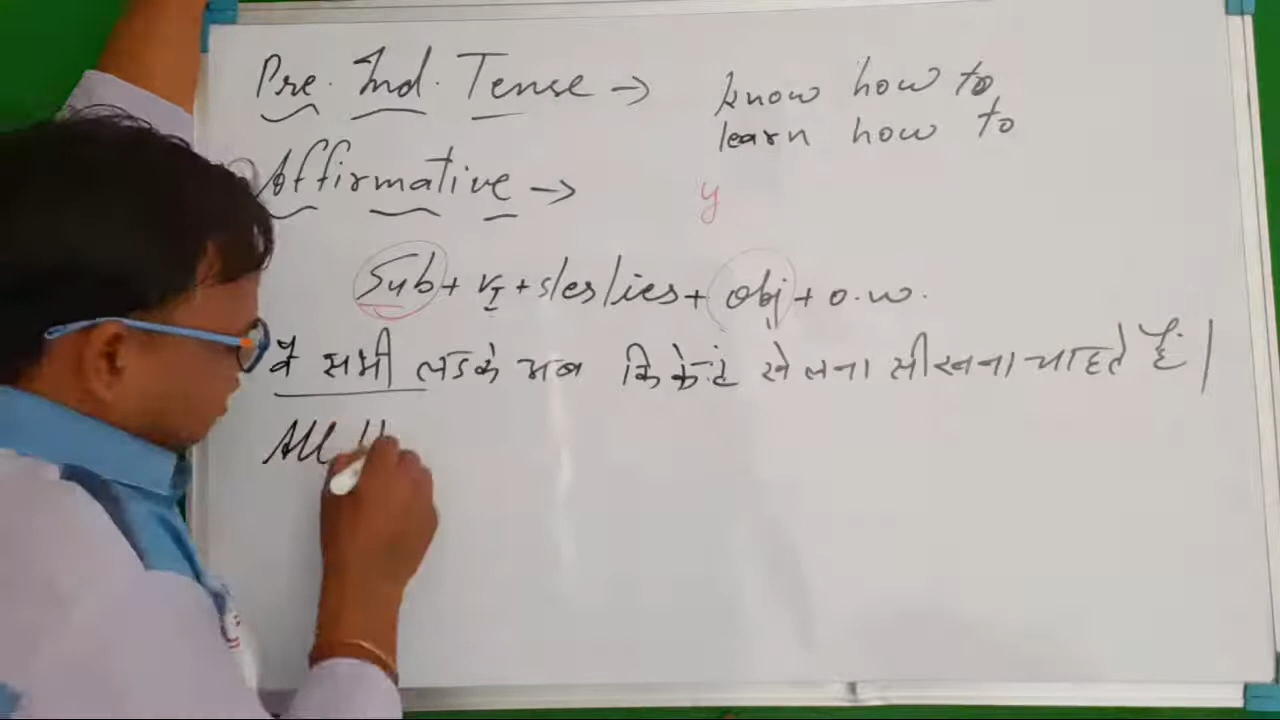 Pre. Ind. Tense → know how to
learn how to
Affirmative →
y
Sub + v1 + s/es/ies + obj + o.w.
वे सभी लडके अब क्रिकेट खेलना सीखना चाहते हैं।
All